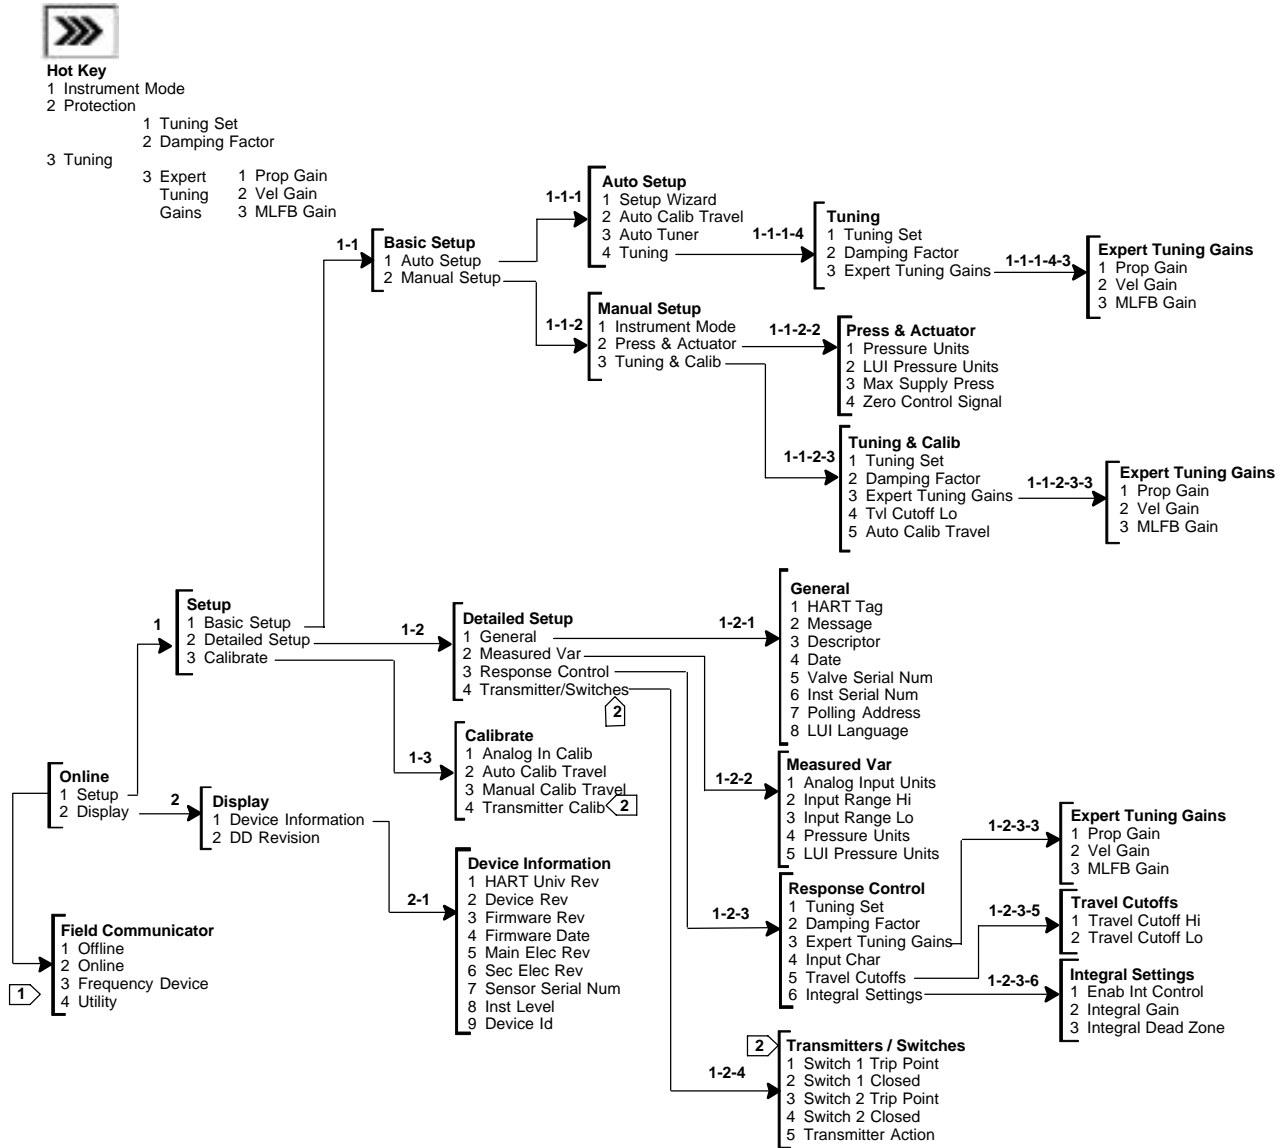 Hot Key
1 Instrument Mode
2 Protection
1 Tuning Set
2 Damping Factor
3 Tuning
3 Expert Tuning Gains
1 Prop Gain
2 Vel Gain
3 MLFB Gain
1-1
Basic Setup
1 Auto Setup
2 Manual Setup
1-1-1
Auto Setup
1 Setup Wizard
2 Auto Calib Travel
3 Auto Tuner
4 Tuning
1-1-1-4
Tuning
1 Tuning Set
2 Damping Factor
3 Expert Tuning Gains
1-1-1-4-3
Expert Tuning Gains
1 Prop Gain
2 Vel Gain
3 MLFB Gain
1-1-2
Manual Setup
1 Instrument Mode
2 Press & Actuator
3 Tuning & Calib
1-1-2-2
Press & Actuator
1 Pressure Units
2 LUI Pressure Units
3 Max Supply Press
4 Zero Control Signal
1-1-2-3
Tuning & Calib
1 Tuning Set
2 Damping Factor
3 Expert Tuning Gains
4 Tvl Cutoff Lo
5 Auto Calib Travel
1-1-2-3-3
Expert Tuning Gains
1 Prop Gain
2 Vel Gain
3 MLFB Gain
1
Setup
1 Basic Setup
2 Detailed Setup
3 Calibrate
1-2
Detailed Setup
1 General
2 Measured Var
3 Response Control
4 Transmitter/Switches
2
1-2-1
General
1 HART Tag
2 Message
3 Descriptor
4 Date
5 Valve Serial Num
6 Inst Serial Num
7 Polling Address
8 LUI Language
1-3
Calibrate
1 Analog In Calib
2 Auto Calib Travel
3 Manual Calib Travel
4 Transmitter Calib
2
1-2-2
Measured Var
1 Analog Input Units
2 Input Range Hi
3 Input Range Lo
4 Pressure Units
5 LUI Pressure Units
Online
1 Setup
2 Display
2
Display
1 Device Information
2 DD Revision
2-1
Device Information
1 HART Univ Rev
2 Device Rev
3 Firmware Rev
4 Firmware Date
5 Main Elec Rev
6 Sec Elec Rev
7 Sensor Serial Num
8 Inst Level
9 Device Id
1-2-3
Response Control
1 Tuning Set
2 Damping Factor
3 Expert Tuning Gains
4 Input Char
5 Travel Cutoffs
6 Integral Settings
1-2-3-3
Expert Tuning Gains
1 Prop Gain
2 Vel Gain
3 MLFB Gain
1-2-3-5
Travel Cutoffs
1 Travel Cutoff Hi
2 Travel Cutoff Lo
1-2-3-6
Integral Settings
1 Enab Int Control
2 Integral Gain
3 Integral Dead Zone
Field Communicator
1 Offline
2 Online
3 Frequency Device
4 Utility
1
2
1-2-4
Transmitters / Switches
1 Switch 1 Trip Point
2 Switch 1 Closed
3 Switch 2 Trip Point
4 Switch 2 Closed
5 Transmitter Action